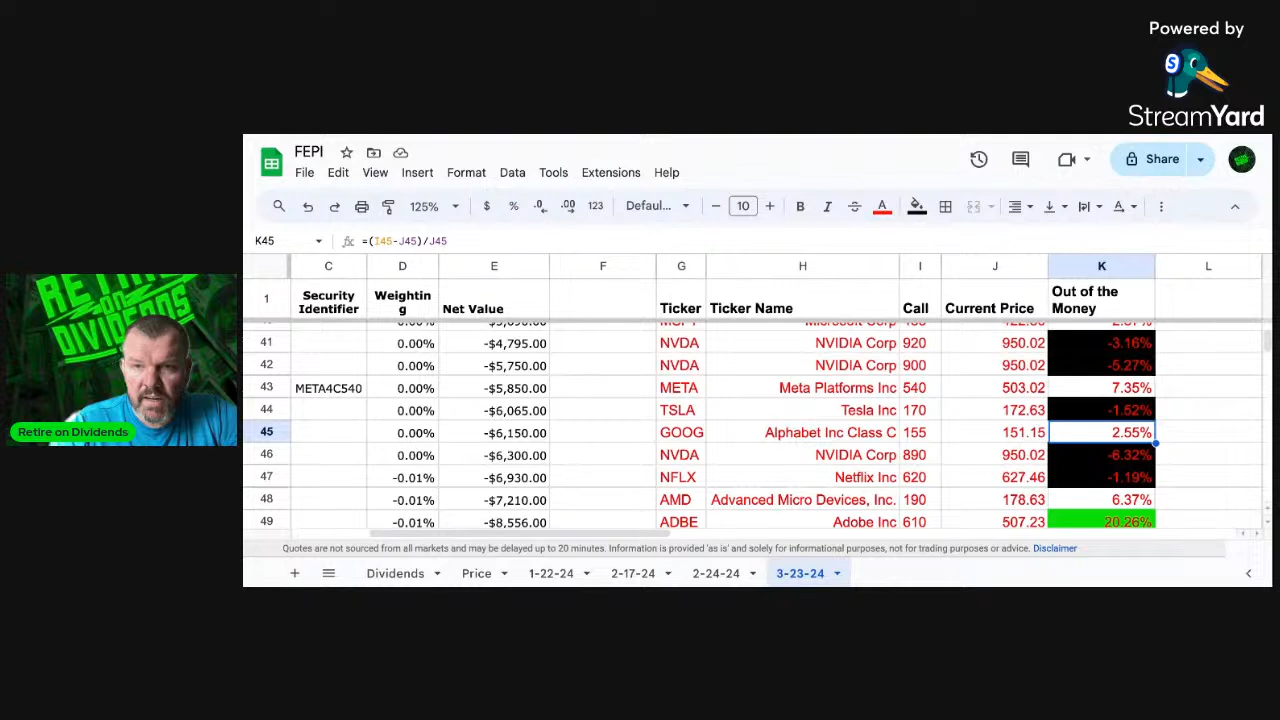 Powered by
StreamYard
FEPI
File Edit View Insert Format Data Tools Extensions Help
Share
125% $ % .0 .00 123 Defaul... 10 B I A
K45 fx =(I45-J45)/J45
C D E F G H I J K L
1 Security Identifier Weightin g Net Value Ticker Ticker Name Call Current Price Out of the Money
41 0.00% -$4,795.00 NVDA NVIDIA Corp 920 950.02 -3.16%
42 0.00% -$5,750.00 NVDA NVIDIA Corp 900 950.02 -5.27%
43 META4C540 0.00% -$5,850.00 META Meta Platforms Inc 540 503.02 7.35%
44 0.00% -$6,065.00 TSLA Tesla Inc 170 172.63 -1.52%
45 0.00% -$6,150.00 GOOG Alphabet Inc Class C 155 151.15 2.55%
46 0.00% -$6,300.00 NVDA NVIDIA Corp 890 950.02 -6.32%
47 -0.01% -$6,930.00 NFLX Netflix Inc 620 627.46 -1.19%
48 -0.01% -$7,210.00 AMD Advanced Micro Devices, Inc. 190 178.63 6.37%
49 -0.01% -$8,556.00 ADBE Adobe Inc 610 507.23 20.26%
Quotes are not sourced from all markets and may be delayed up to 20 minutes. Information is provided 'as is' and solely for informational purposes, not for trading purposes or advice. Disclaimer
Dividends Price 1-22-24 2-17-24 2-24-24 3-23-24
RETIRE
ON
DIVIDENDS
Retire on Dividends